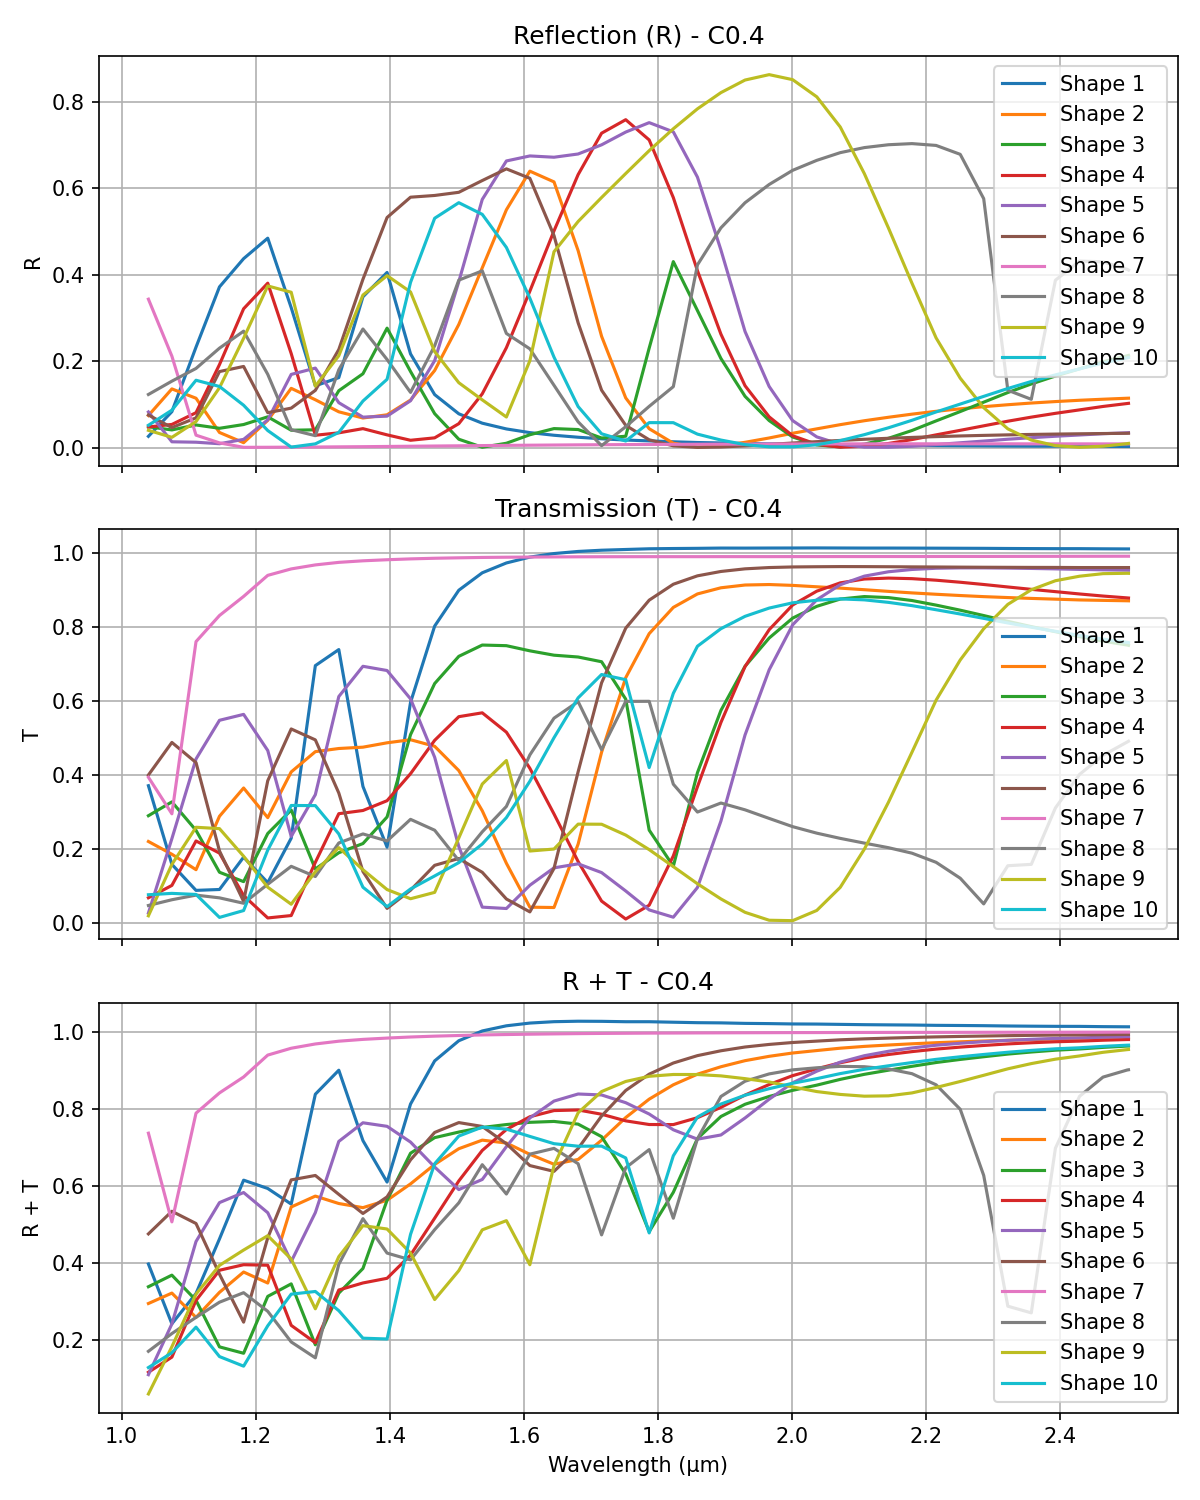 Reflection (R) - C0.4
R
0.8
0.6
0.4
0.2
0.0
Shape 1
Shape 2
Shape 3
Shape 4
Shape 5
Shape 6
Shape 7
Shape 8
Shape 9
Shape 10
Transmission (T) - C0.4
T
1.0
0.8
0.6
0.4
0.2
0.0
Shape 1
Shape 2
Shape 3
Shape 4
Shape 5
Shape 6
Shape 7
Shape 8
Shape 9
Shape 10
R + T - C0.4
R + T
1.0
0.8
0.6
0.4
0.2
Shape 1
Shape 2
Shape 3
Shape 4
Shape 5
Shape 6
Shape 7
Shape 8
Shape 9
Shape 10
1.0 1.2 1.4 1.6 1.8 2.0 2.2 2.4
Wavelength (μm)